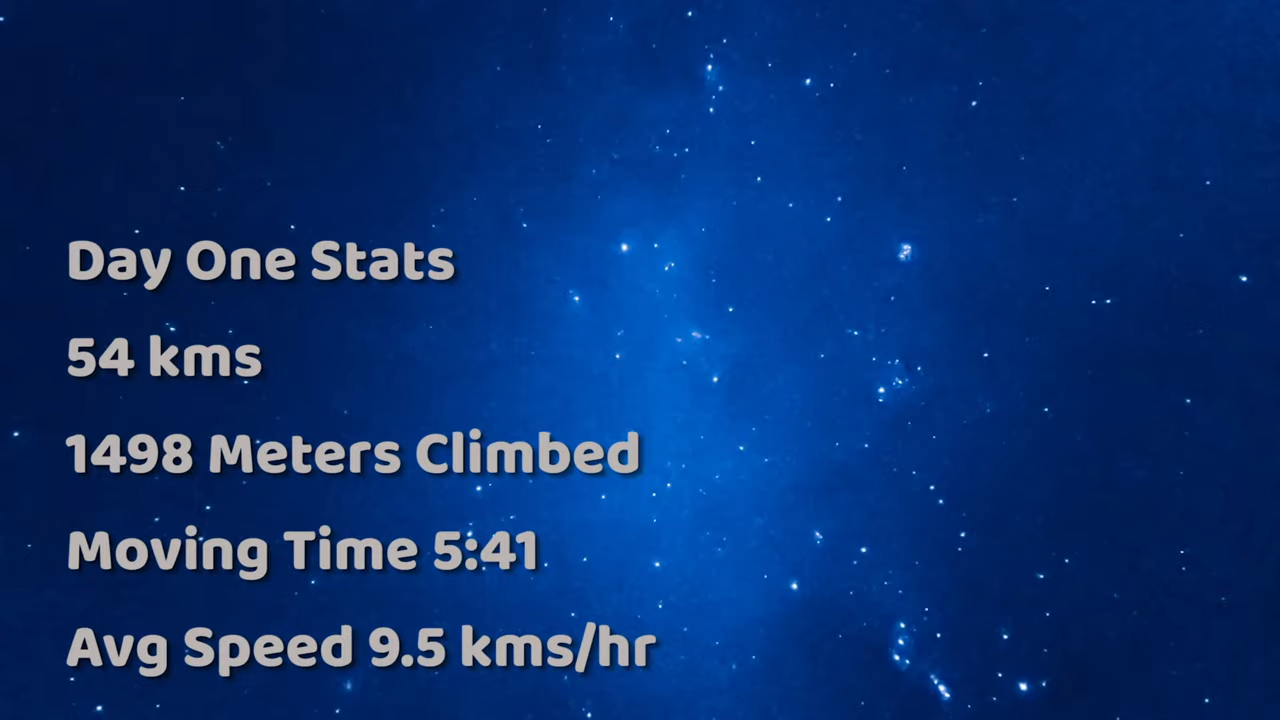 Day One Stats
54 kms
1498 Meters Climbed
Moving Time 5:41
Avg Speed 9.5 kms/hr